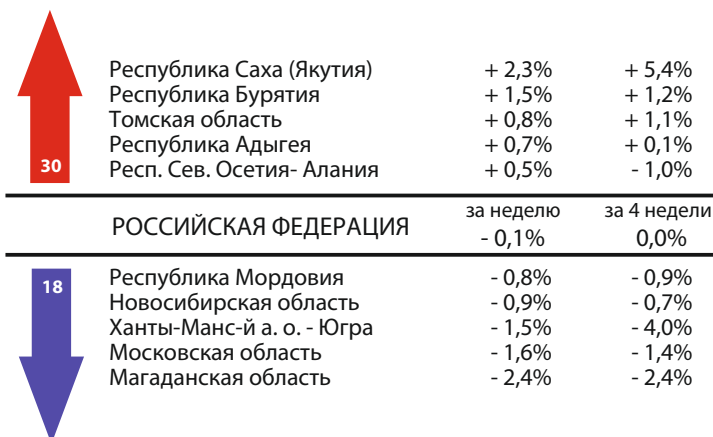 Республика Саха (Якутия) + 2,3% + 5,4%
Республика Бурятия + 1,5% + 1,2%
Томская область + 0,8% + 1,1%
Республика Адыгея + 0,7% + 0,1%
30 Респ. Сев. Осетия- Алания + 0,5% - 1,0%
за неделю за 4 недели
РОССИЙСКАЯ ФЕДЕРАЦИЯ - 0,1% 0,0%
18 Республика Мордовия - 0,8% - 0,9%
Новосибирская область - 0,9% - 0,7%
Ханты-Манс-й а. о. - Югра - 1,5% - 4,0%
Московская область - 1,6% - 1,4%
Магаданская область - 2,4% - 2,4%